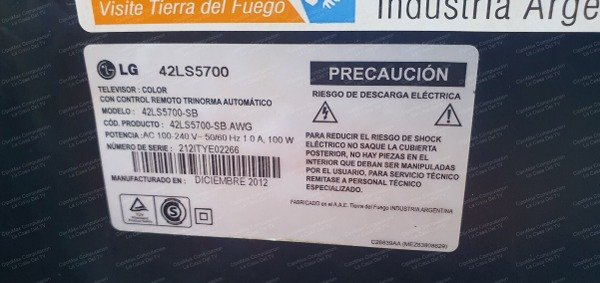 Visite Tierra del Fuego
Industria Arge
LG 42LS5700
TELEVISOR: COLOR
CON CONTROL REMOTO TRINORMA AUTOMÁTICO
MODELO : 42LS5700-SB
CÓD. PRODUCTO : 42LS5700-SB.AWG
POTENCIA: AC 100-240 V~ 50/60 Hz 1.0 A, 100 W
NÚMERO DE SERIE : 212ITYE02266
MANUFACTURADO EN : DICIEMBRE 2012
S
PRECAUCIÓN
RIESGO DE DESCARGA ELÉCTRICA
PARA REDUCIR EL RIESGO DE SHOCK
ELÉCTRICO NO SAQUE LA CUBIERTA
POSTERIOR, NO HAY PIEZAS EN EL
INTERIOR QUE DEBAN SER MANIPULADAS
POR EL USUARIO, PARA SERVICIO TÉCNICO
REMITASE A PERSONAL TÉCNICO
ESPECIALIZADO
FABRICADO en el A.A.E. Tierra del Fuego INDUSTRIA ARGENTINA